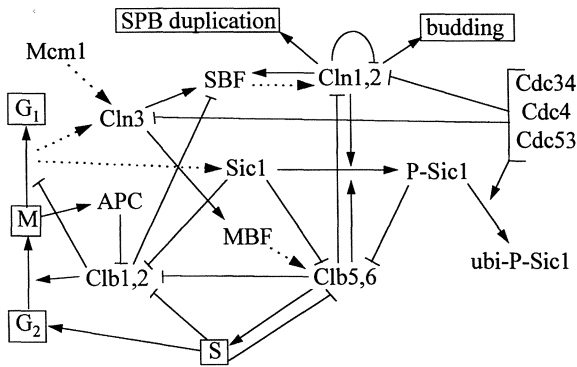 SPB duplication
budding
Mcm1
SBF
Cln1,2
Cdc34
Cdc4
Cdc53
G1
Cln3
Sic1
P-Sic1
APC
M
MBF
ubi-P-Sic1
Clb1,2
Clb5,6
G2
S